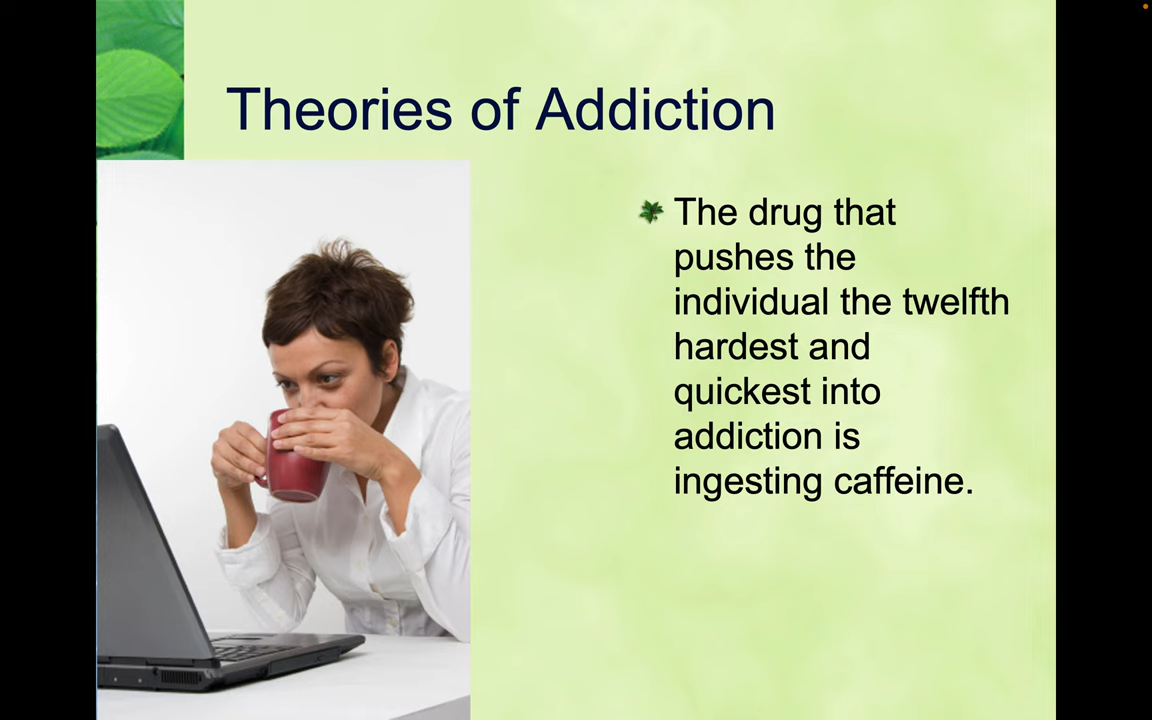 Theories of Addiction
The drug that
pushes the
individual the twelfth
hardest and
quickest into
addiction is
ingesting caffeine.